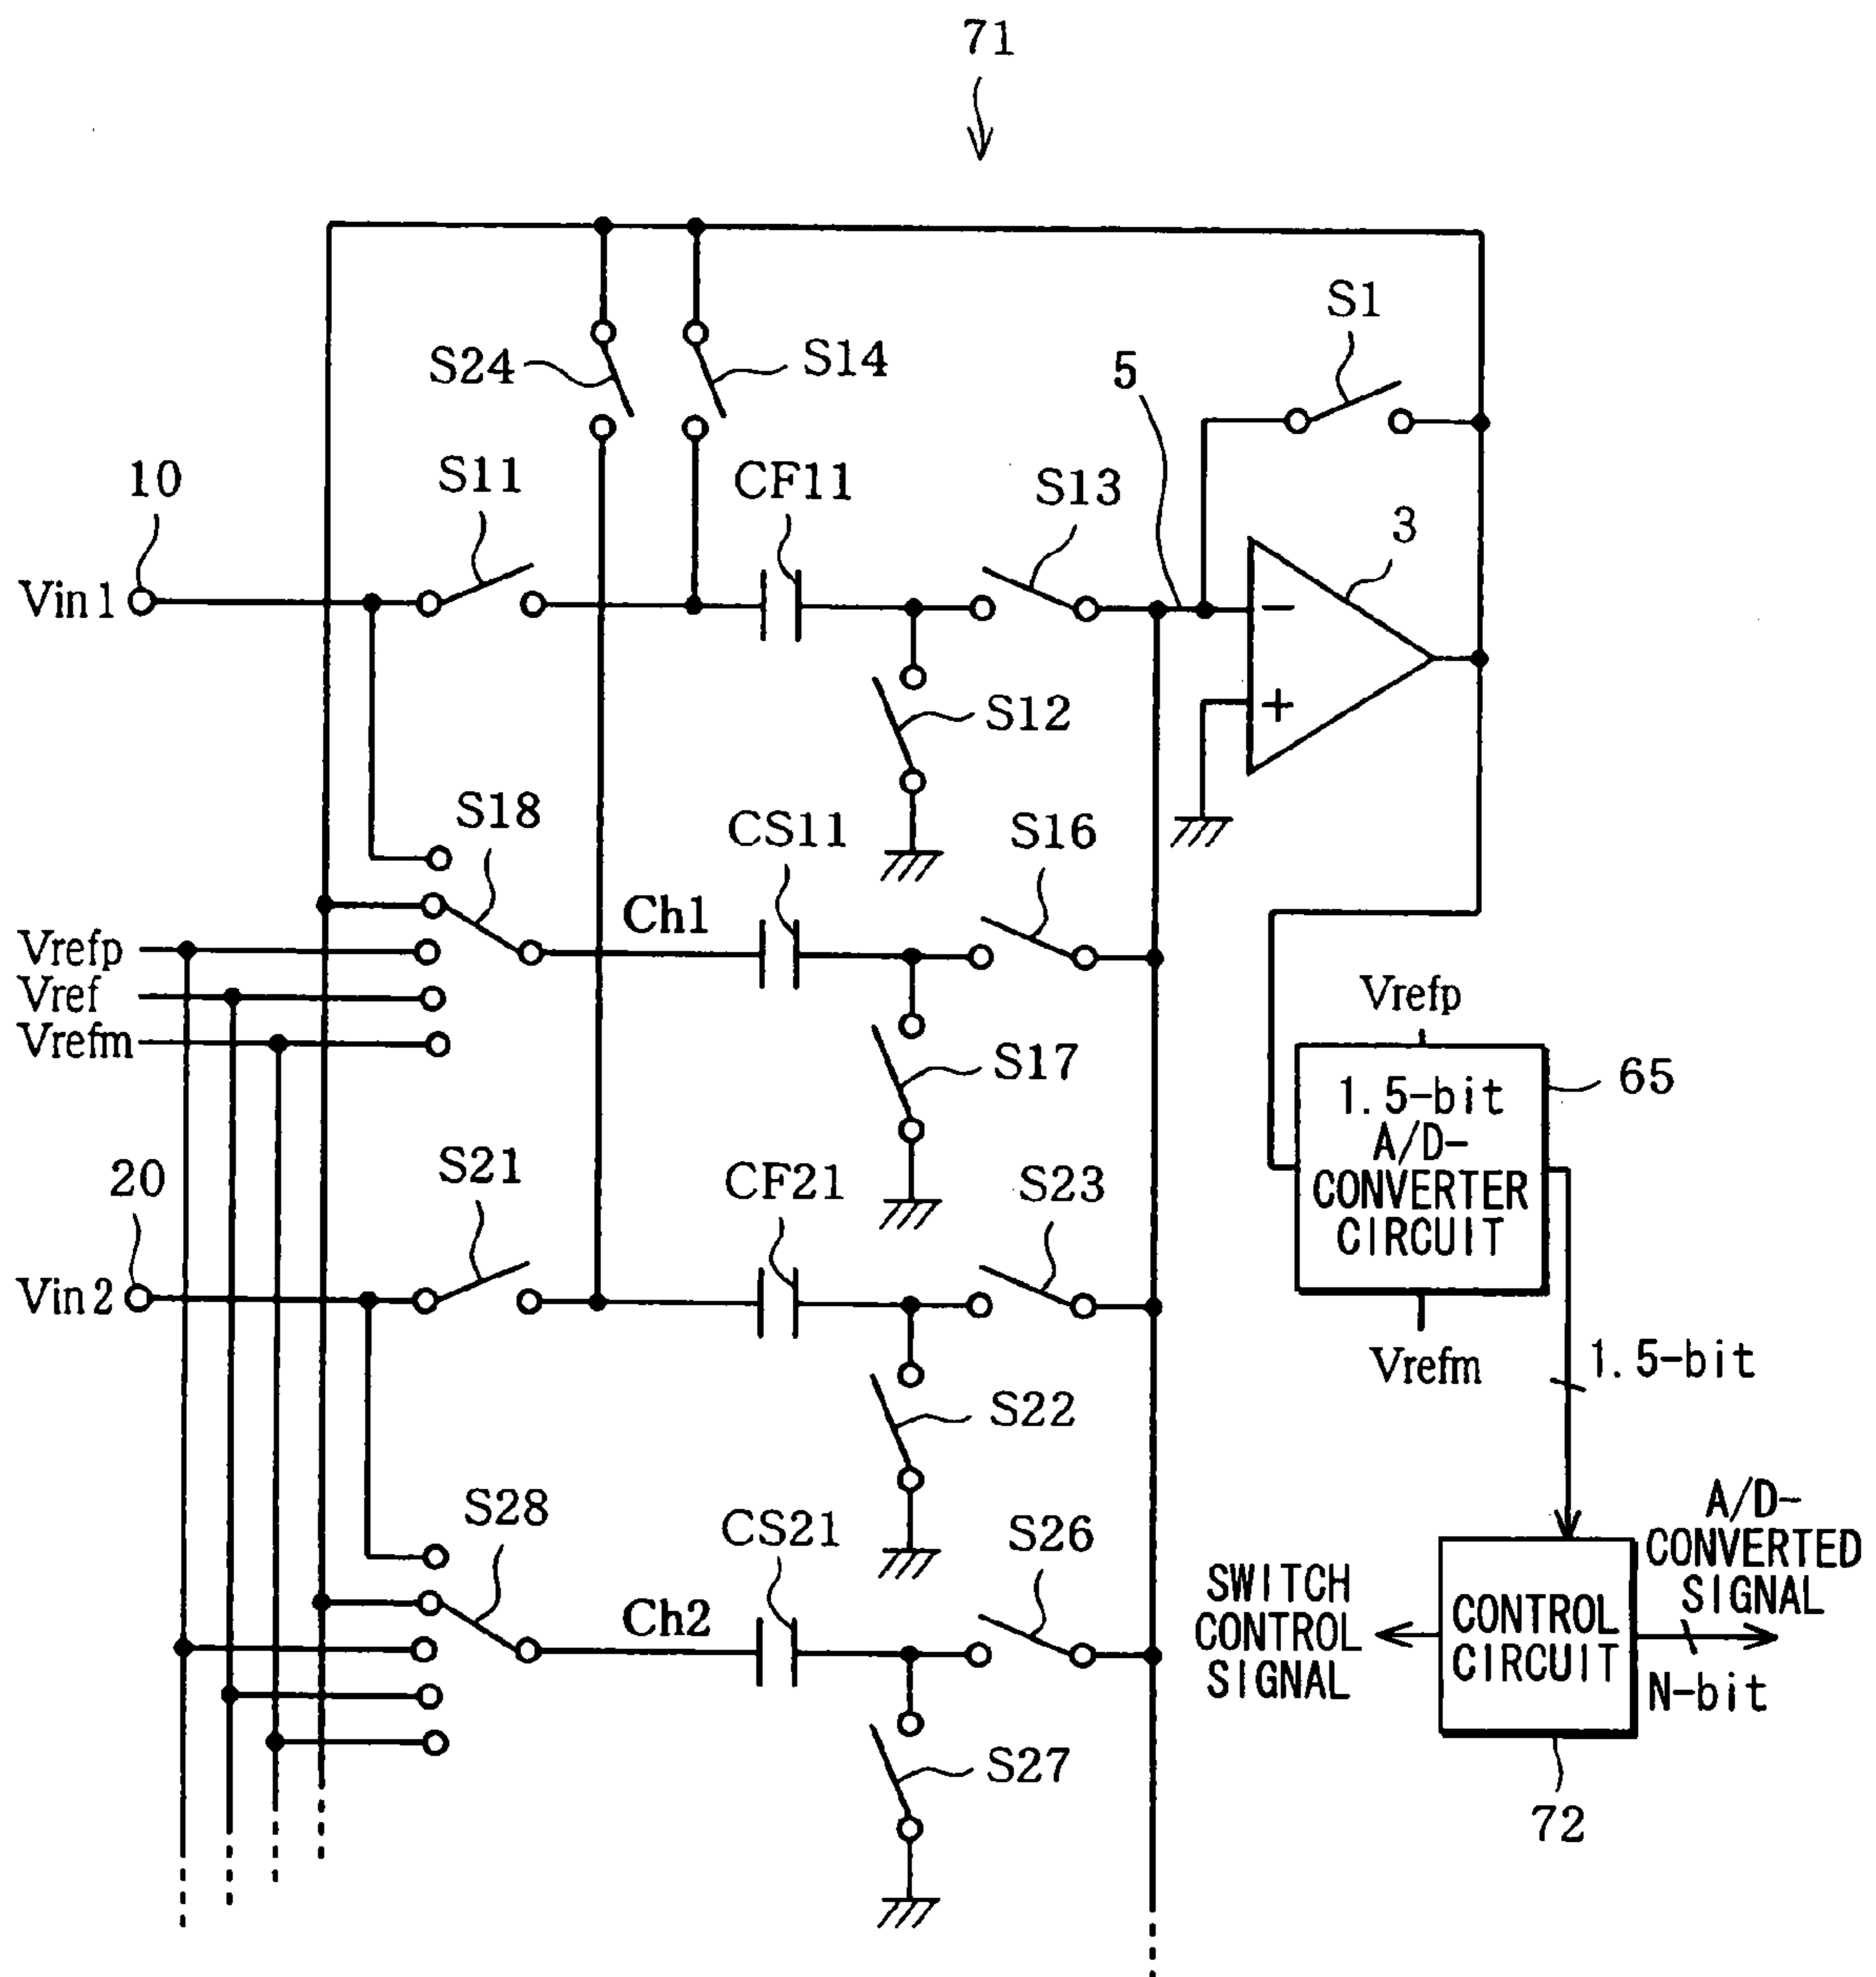 71
S1
S24
S14
5
10
S11
CF11
S13
3
Vin1
−
+
S12
S18
CS11
S16
Ch1
Vrefp
Vref
Vrefm
S17
Vrefp
1.5-bit
A/D-
CONVERTER
CIRCUIT
65
Vrefm
20
S21
CF21
S23
Vin2
1.5-bit
S22
S28
CS21
S26
Ch2
A/D-
CONVERTED
SIGNAL
SWITCH
CONTROL
SIGNAL
CONTROL
CIRCUIT
N-bit
S27
72